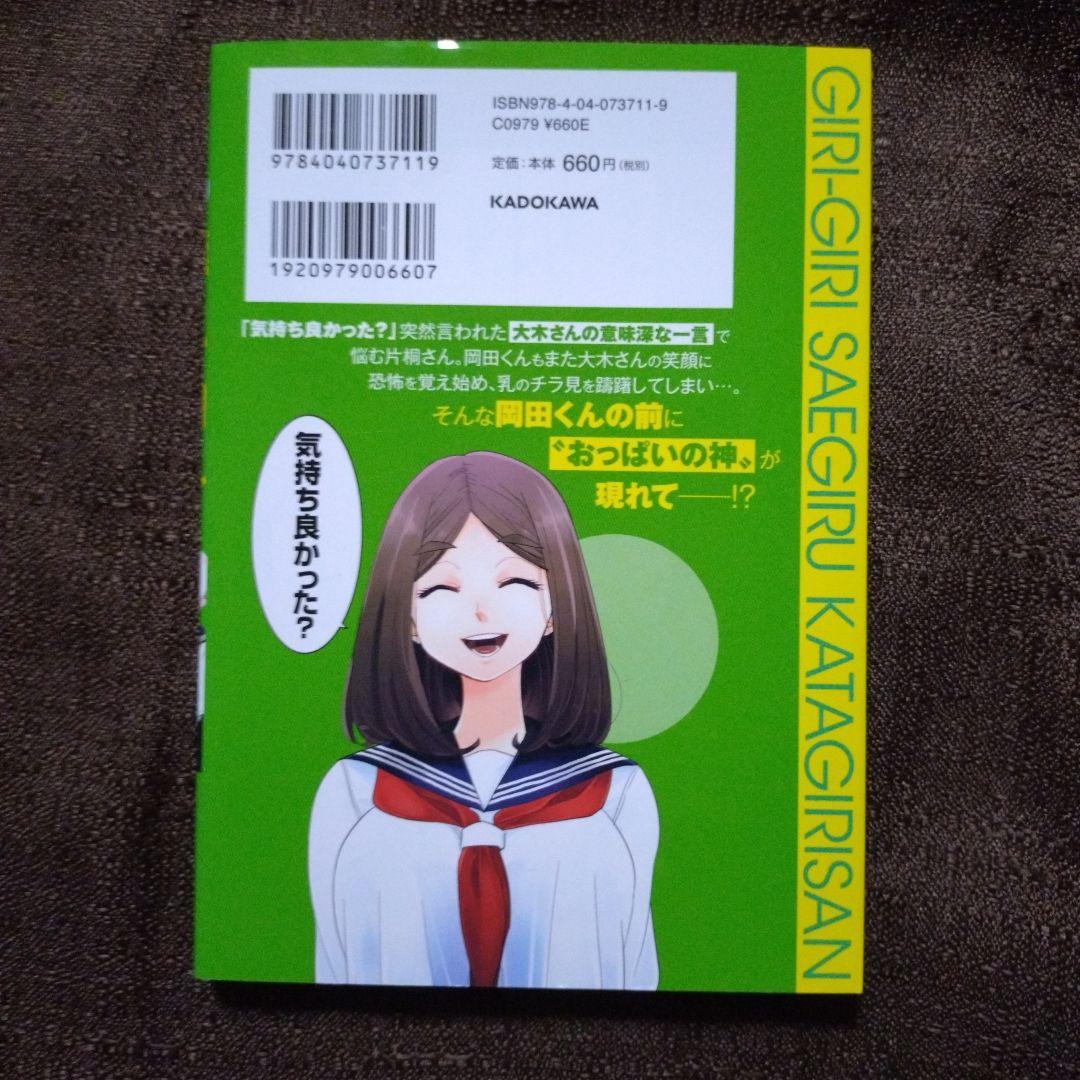 ISBN978-4-04-073711-9
C0979 ¥660E
9784040737119
定価:本体 660円(税別)
KADOKAWA
1920979006607
「気持ち良かった?」突然言われた大木さんの意味深な一言で
悩む片桐さん。岡田くんもまた大木さんの笑顔に
恐怖を覚え始め、乳のチラ見を躊躇してしまい…。
そんな岡田くんの前に
〝おっぱいの神〟が
現れて――!?
気持ち良かった?
GIRI-GIRI SAEGIRU KATAGIRISAN